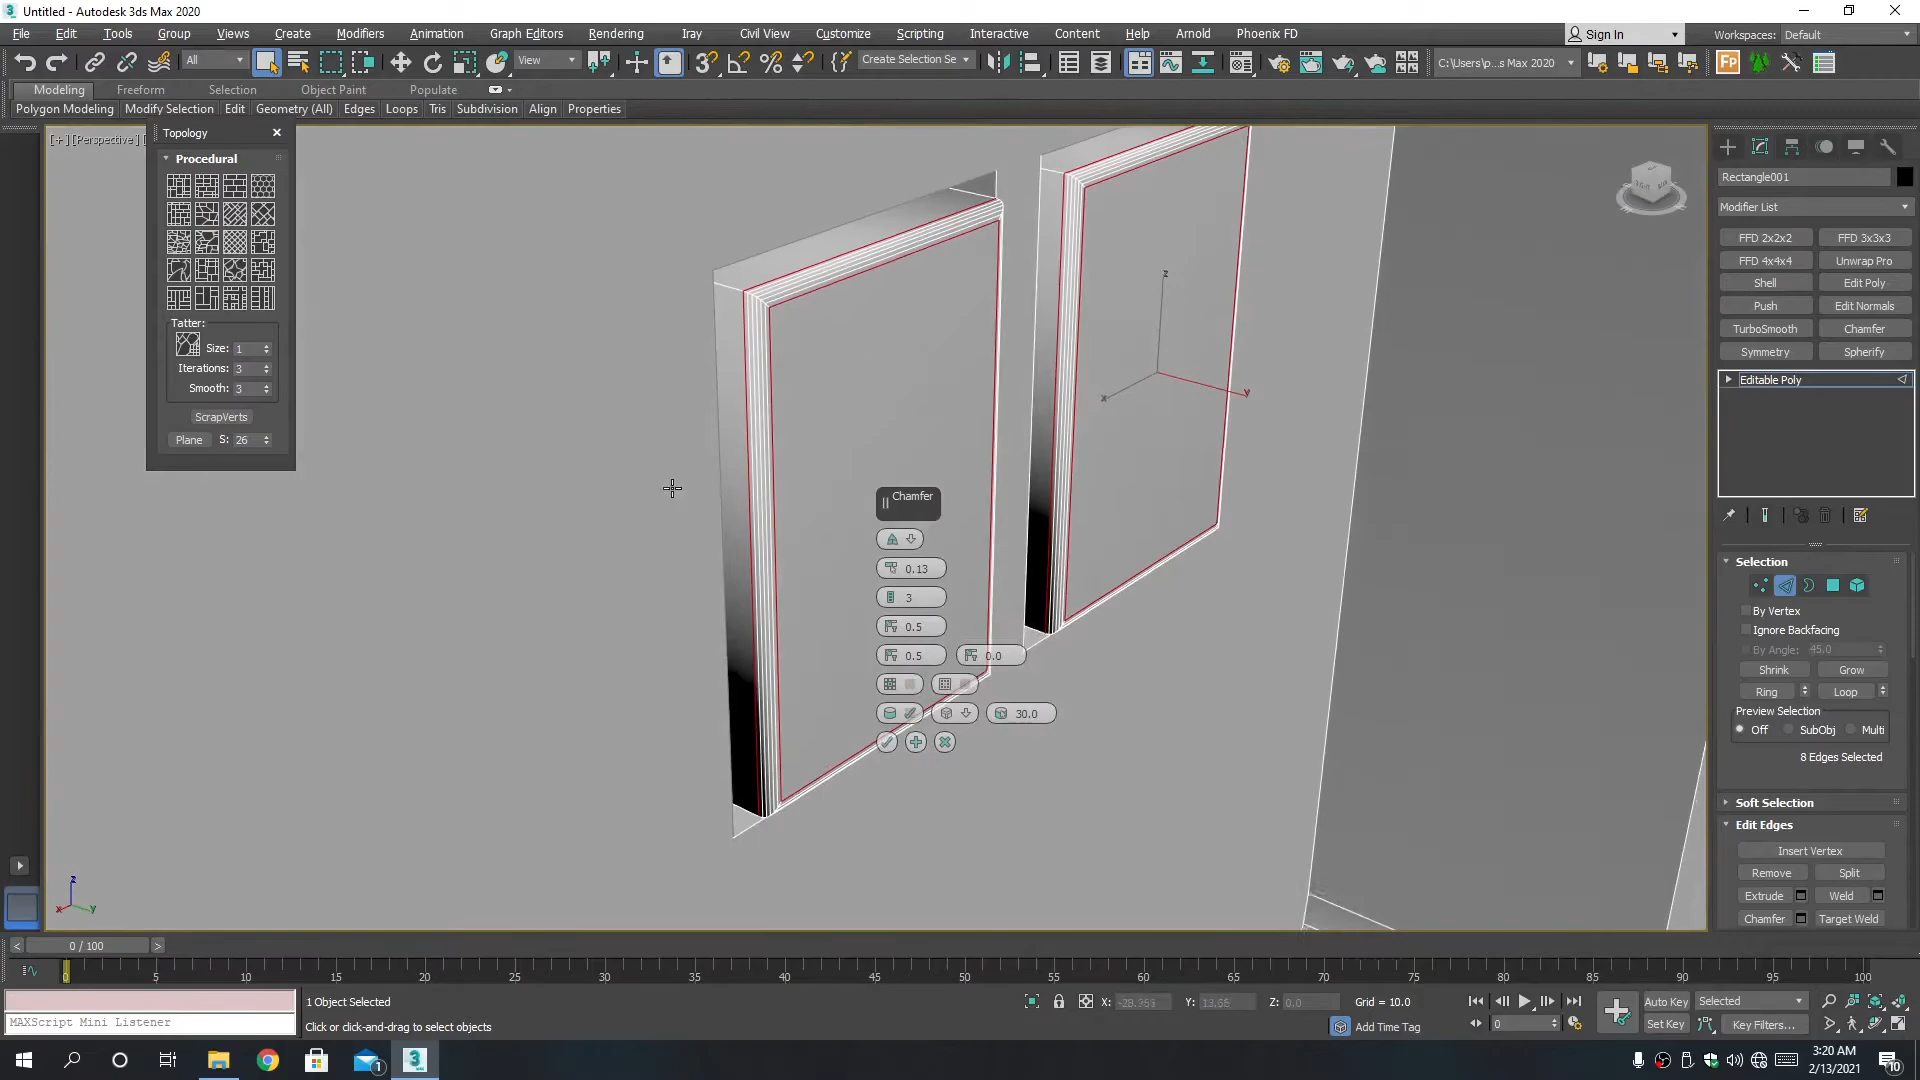 Untitled - Autodesk 3ds Max 2020
File Edit Tools Group Views Create Modifiers Animation Graph Editors Rendering Iray Civil View Customize Scripting Interactive Content Help Arnold Phoenix FD Sign In Workspaces: Default
All View Create Selection Se C:\Users\p...s Max 2020
Modeling Freeform Selection Object Paint Populate
Polygon Modeling Modify Selection Edit Geometry (All) Edges Loops Tris Subdivision Align Properties
[+] [Perspective]
Topology
Procedural
Tatter:
Size: 1
Iterations: 3
Smooth: 3
ScrapVerts
Plane S: 26
z
x
y
Chamfer
0.13
3
0.5
0.5 0.0
30.0
z
x y
Rectangle001
Modifier List
FFD 2x2x2 FFD 3x3x3
FFD 4x4x4 Unwrap Pro
Shell Edit Poly
Push Edit Normals
TurboSmooth Chamfer
Symmetry Spherify
Editable Poly
Selection
By Vertex
Ignore Backfacing
By Angle: 45.0
Shrink Grow
Ring Loop
Preview Selection
Off SubObj Multi
8 Edges Selected
Soft Selection
Edit Edges
Insert Vertex
Remove Split
Extrude Weld
Chamfer Target Weld
< 0 / 100 >
0 5 10 15 20 25 30 35 40 45 50 55 60 65 70 75 80 85 90 95 100
MAXScript Mini Listener
1 Object Selected
Click or click-and-drag to select objects
X: Y: Z: 0.0 Grid = 10.0
Add Time Tag
0
Auto Key Selected
Set Key Key Filters...
1
3:20 AM
2/13/2021
10